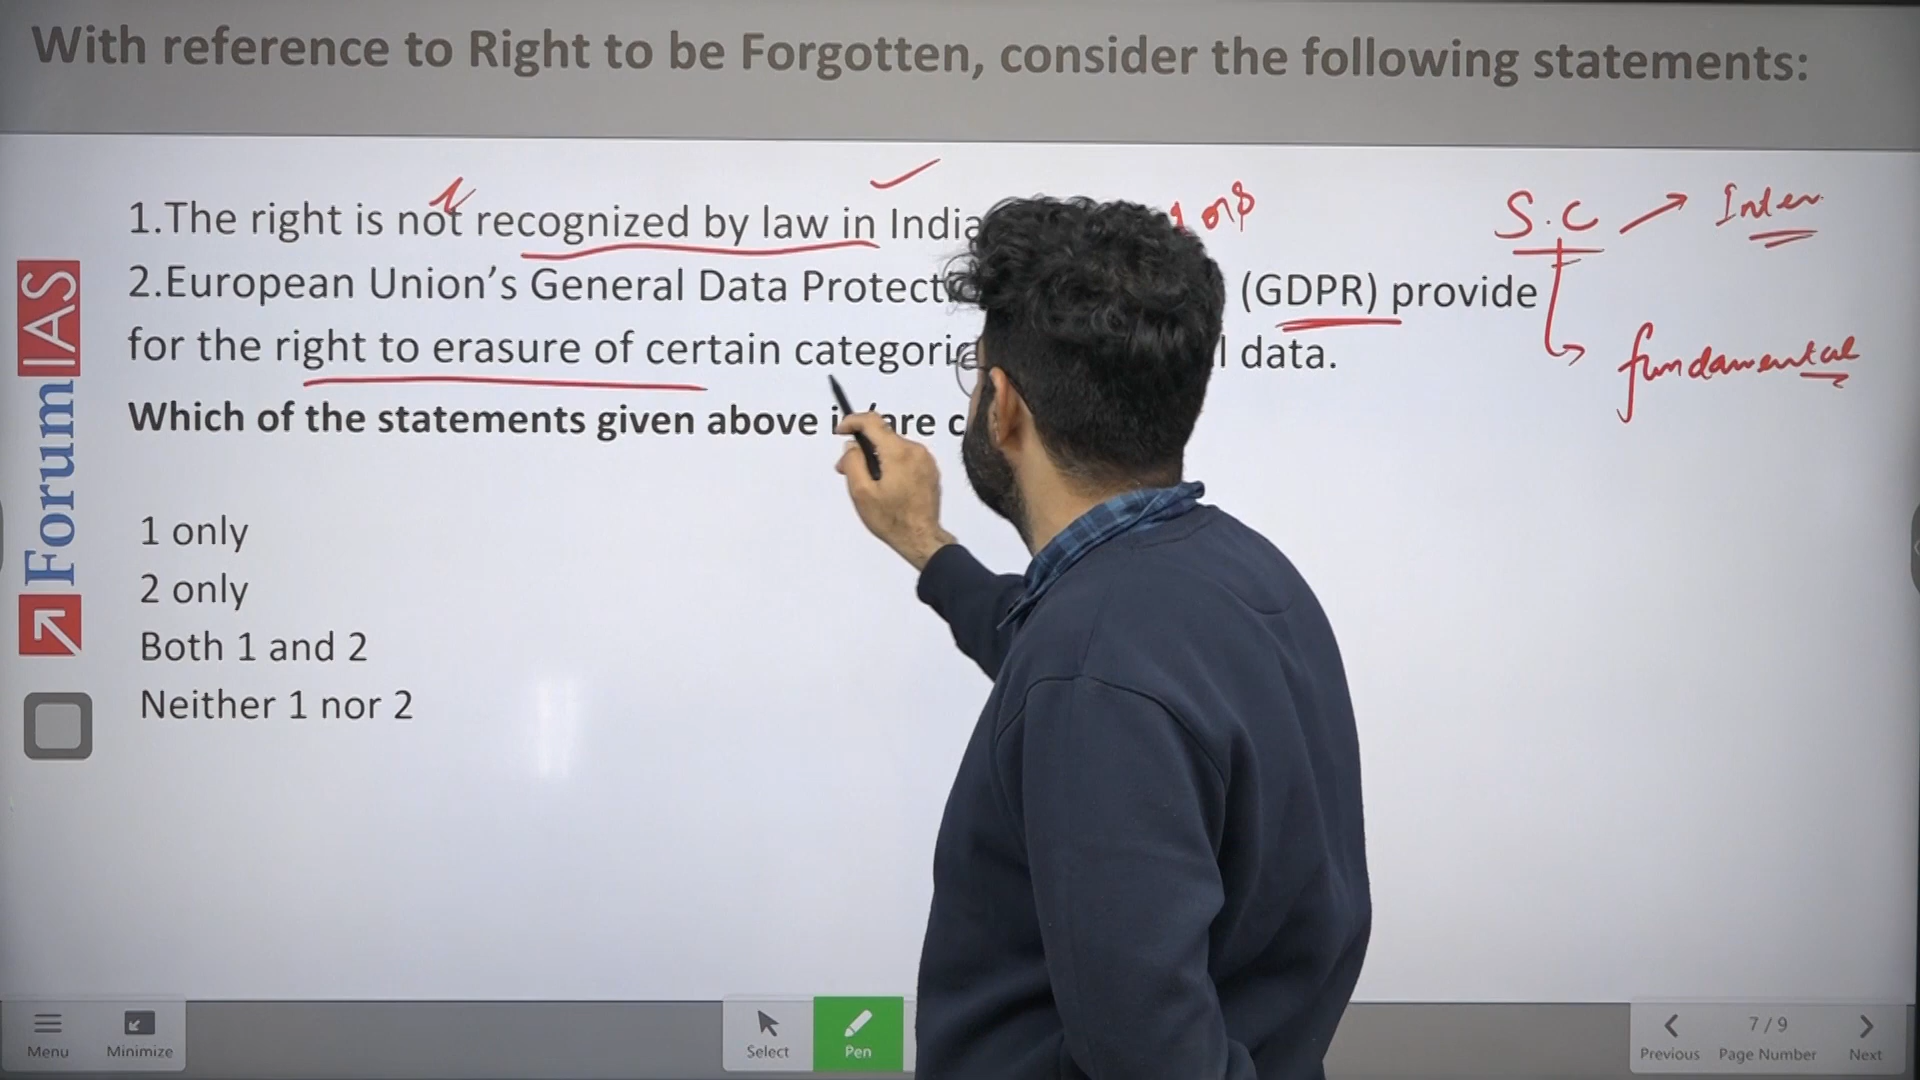 With reference to Right to be Forgotten, consider the following statements:
1.The right is not recognized by law in India
S.C → Inter
2.European Union's General Data Protect (GDPR) provide
for the right to erasure of certain categori l data.
fundamental
Which of the statements given above are c
1 only
2 only
Both 1 and 2
Neither 1 nor 2
ForumIAS
Menu
Minimize
Select
Pen
7 / 9
Previous
Page Number
Next